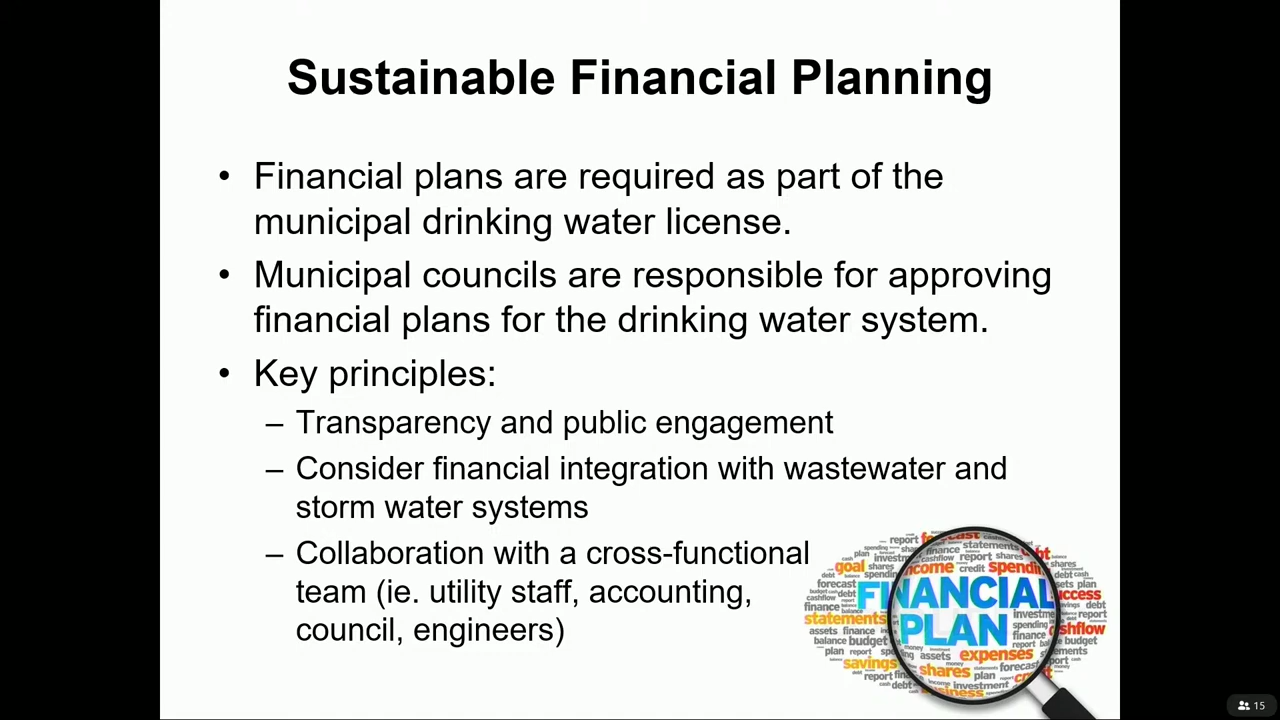 Sustainable Financial Planning
• Financial plans are required as part of the
municipal drinking water license.
• Municipal councils are responsible for approving
financial plans for the drinking water system.
• Key principles:
– Transparency and public engagement
– Consider financial integration with wastewater and
storm water systems
– Collaboration with a cross-functional
team (ie. utility staff, accounting,
council, engineers)
FINANCIAL
PLAN
15